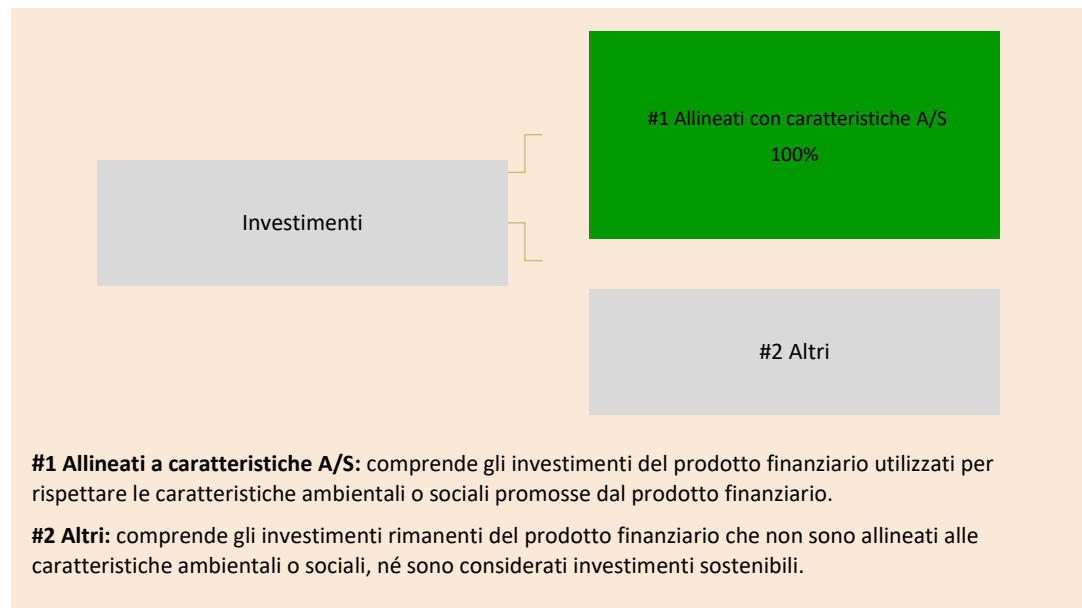 #1 Allineati con caratteristiche A/S
100%
Investimenti
#2 Altri
#1 Allineati a caratteristiche A/S: comprende gli investimenti del prodotto finanziario utilizzati per
rispettare le caratteristiche ambientali o sociali promosse dal prodotto finanziario.
#2 Altri: comprende gli investimenti rimanenti del prodotto finanziario che non sono allineati alle
caratteristiche ambientali o sociali, né sono considerati investimenti sostenibili.